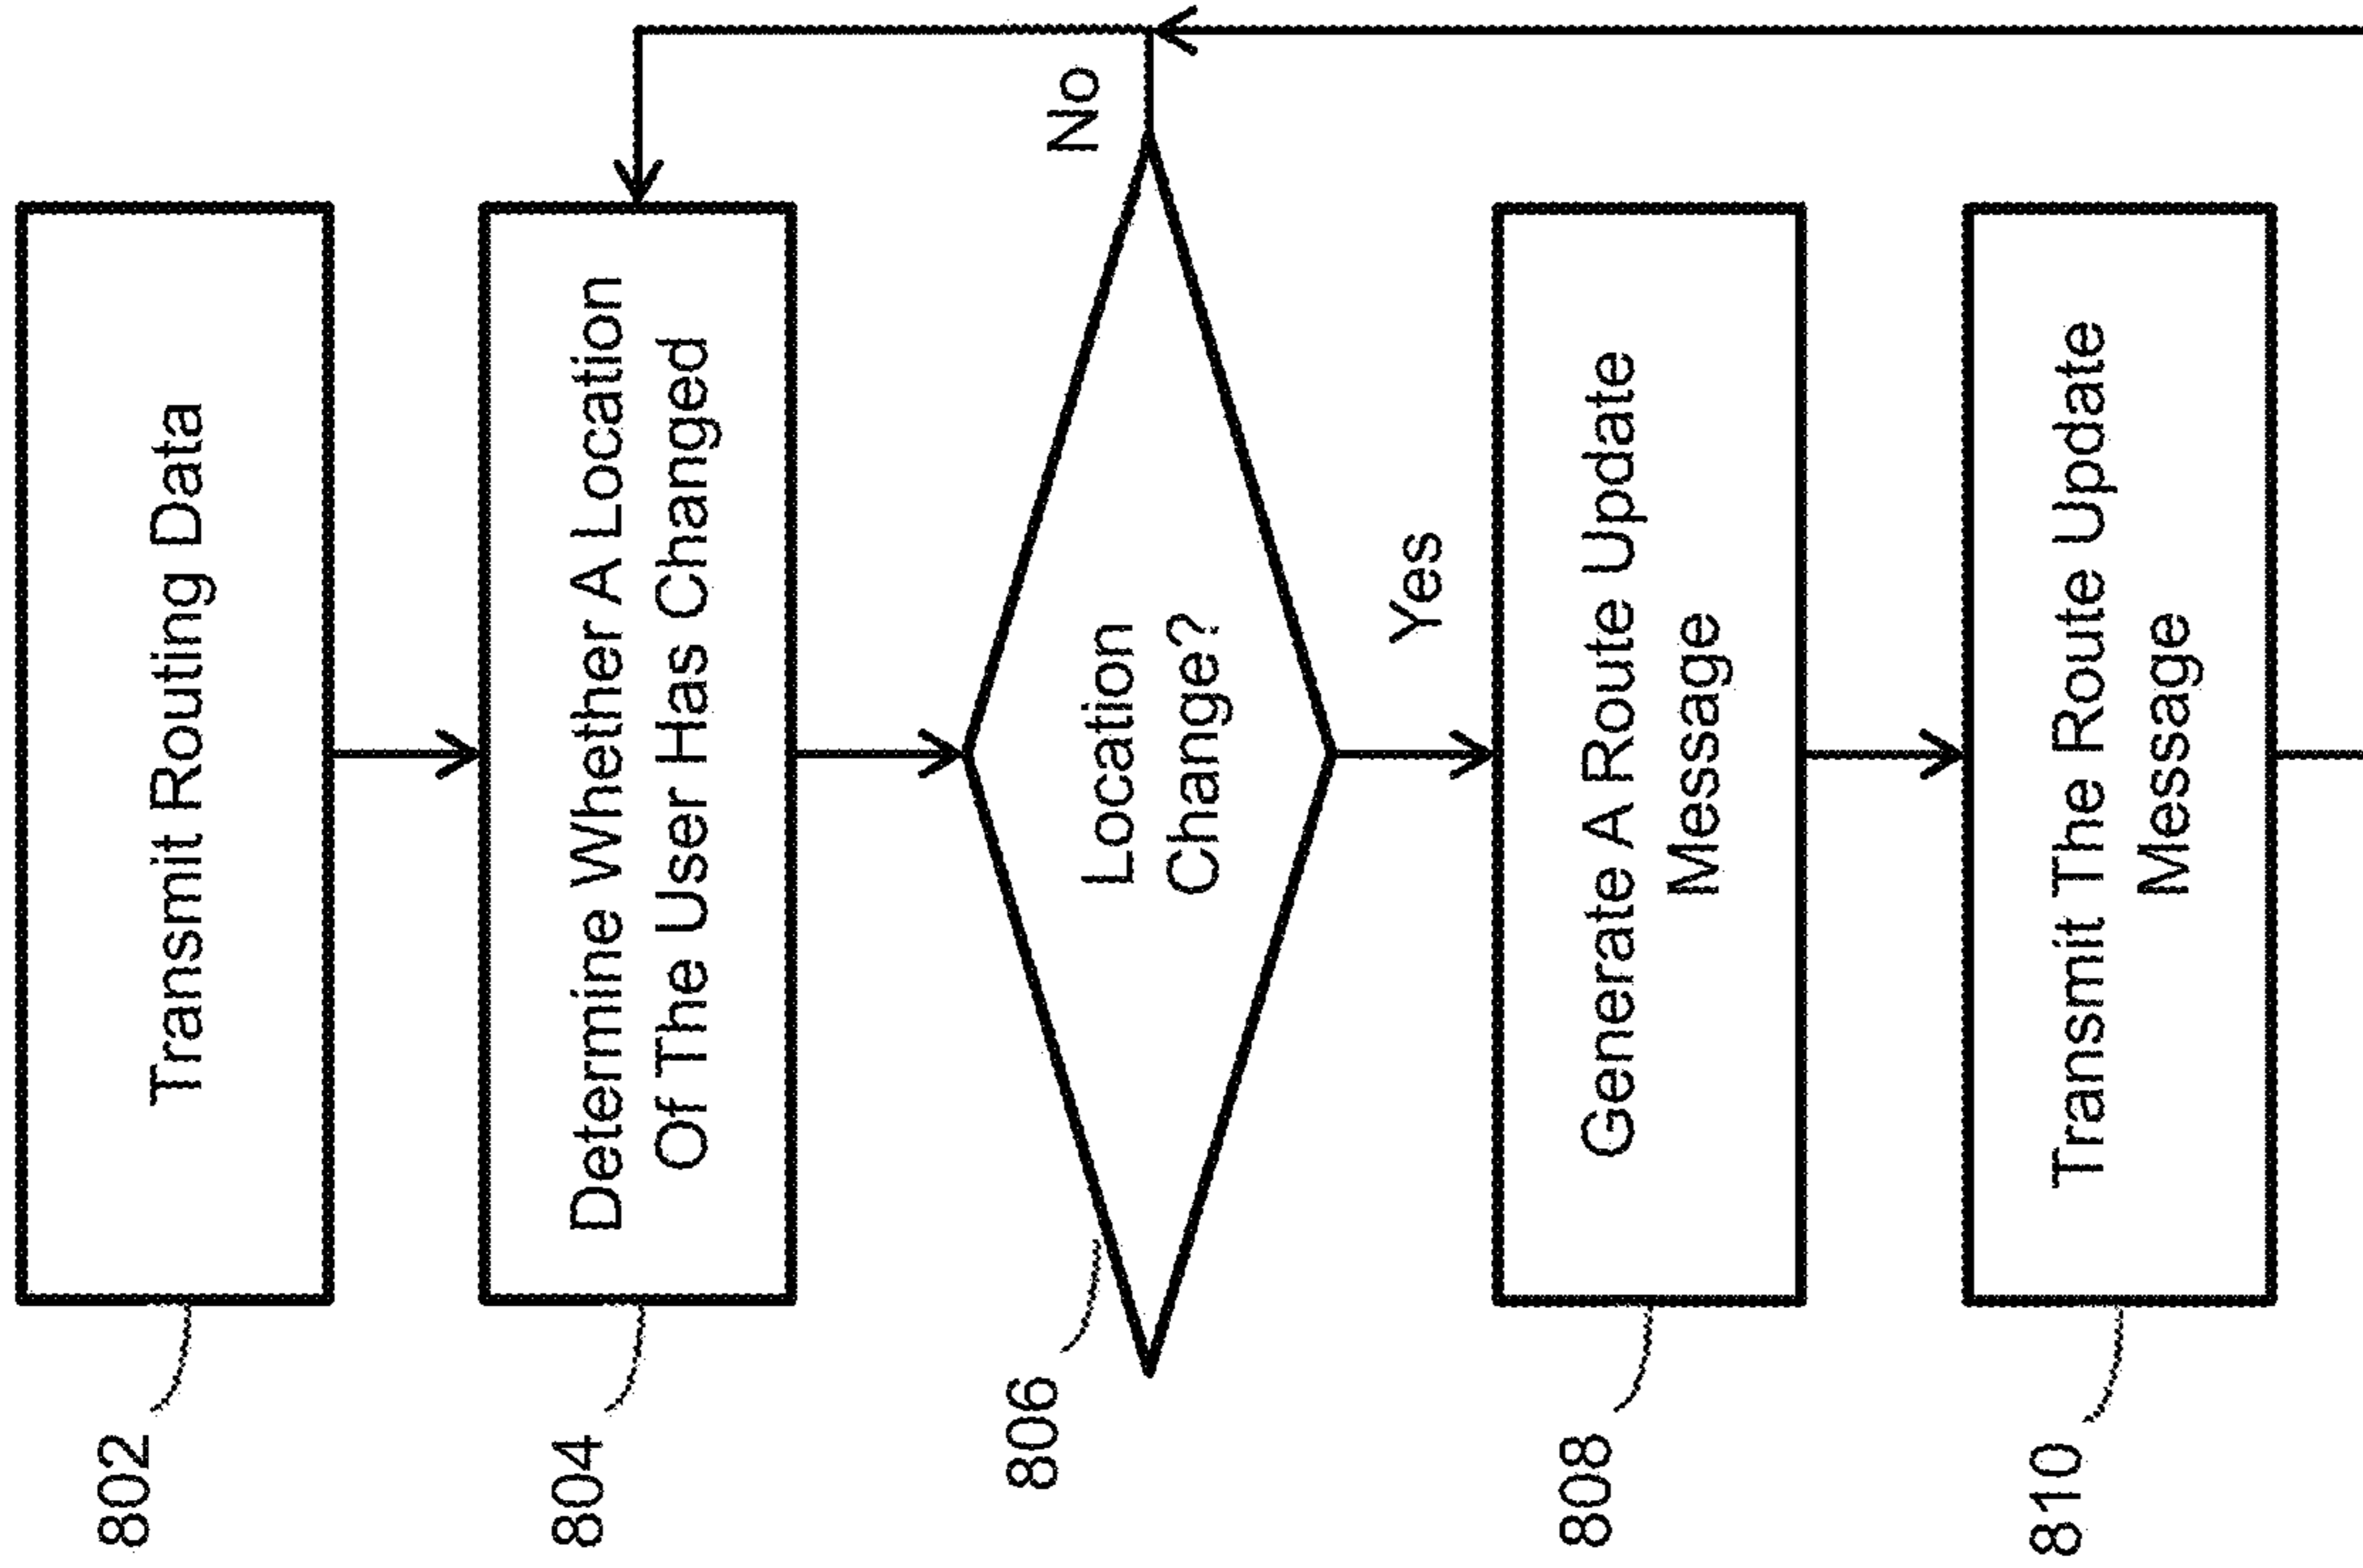 802
Transmit Routing Data
804
Determine Whether A Location
Of The User Has Changed
806
Location
Change?
No
Yes
808
Generate A Route Update
Message
810
Transmit The Route Update
Message